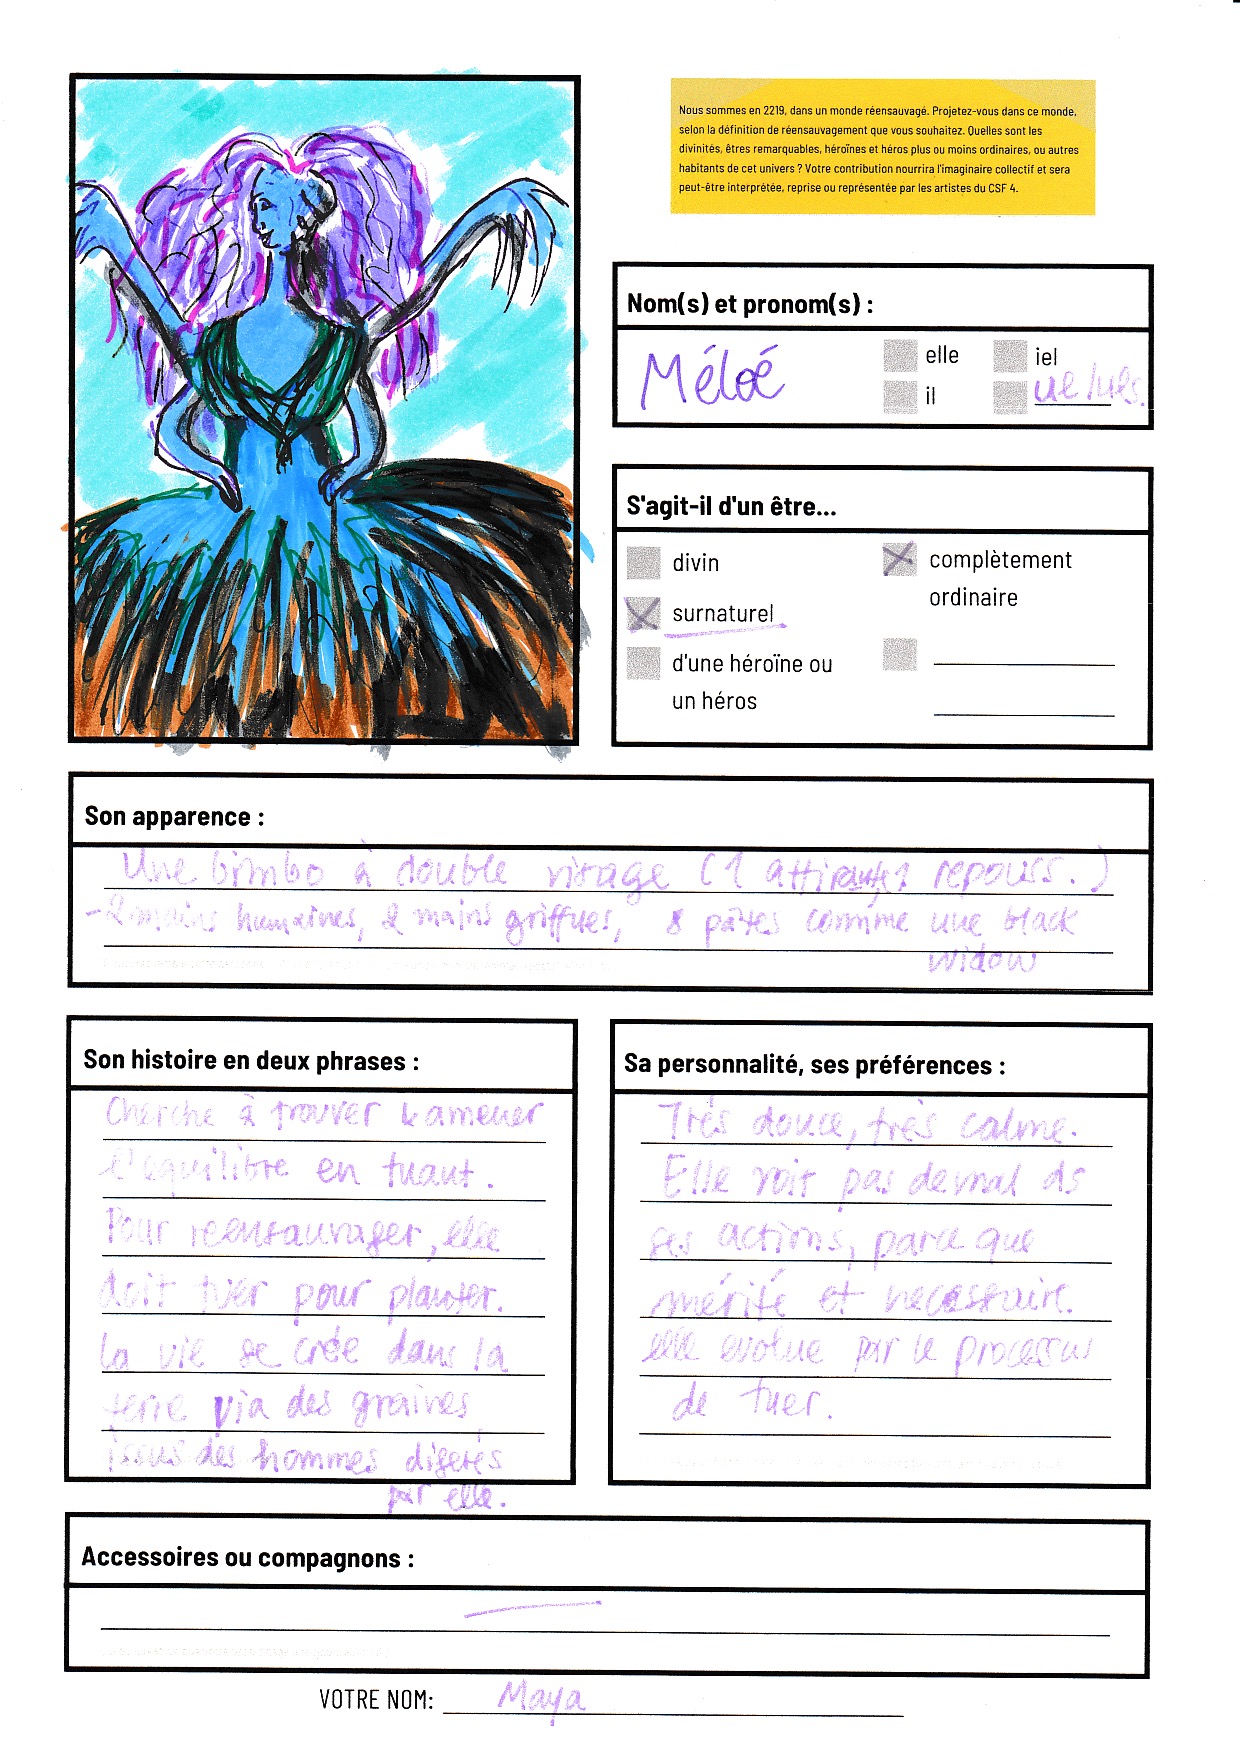 Nous sommes en 2219, dans un monde réensauvagé. Projetez-vous dans ce monde,
selon la définition de réensauvagement que vous souhaitez. Quelles sont les
divinités, êtres remarquables, héroïnes et héros plus ou moins ordinaires, ou autres
habitants de cet univers ? Votre contribution nourrira l'imaginaire collectif et sera
peut-être interprétée, reprise ou représentée par les artistes du CSF 4.
Nom(s) et pronom(s) :
Méloé
elle
iel
il
S'agit-il d'un être...
divin
complètement
ordinaire
surnaturel
d'une héroïne ou
un héros
Son apparence :
Une bimbo à double visage (1 attirant, 1 repouss.)
- 2 mains humaines, 2 mains griffues, 8 pâtes comme une black
widow
Son histoire en deux phrases :
Cherche à trouver & amener
l'équilibre en tuant.
Pour réensauvager, elle
doit tuer pour planter.
La vie se crée dans la
terre via des graines
issus des hommes digérés
par elle.
Sa personnalité, ses préférences :
Très douce, très calme.
Elle voit pas de mal ds
ses actions, parce que
mérité et necessaire.
elle evolue par le processus
de tuer.
Accessoires ou compagnons :
VOTRE NOM: Maya